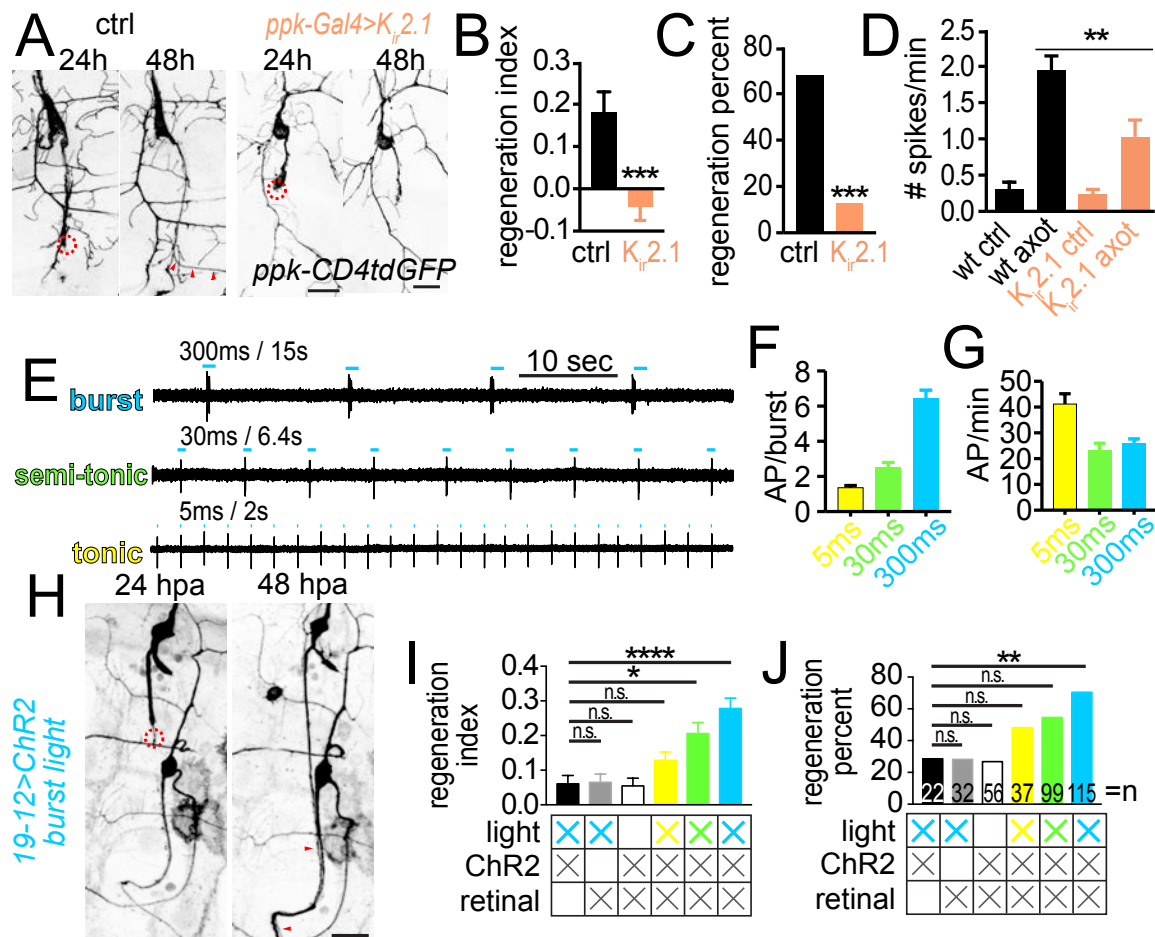 A
ctrl
ppk-Gal4>Kir2.1
24h 48h 24h 48h
ppk-CD4tdGFP
B
regeneration index
0.3
0.2
0.1
0.0
-0.1
***
ctrl Kir2.1
C
regeneration percent
80
60
40
20
0
***
ctrl Kir2.1
D
# spikes/min
2.5
2.0
1.5
1.0
0.5
0.0
**
wt ctrl
wt axot
Kir2.1 ctrl
Kir2.1 axot
E
300ms / 15s
10 sec
burst
30ms / 6.4s
semi-tonic
5ms / 2s
tonic
F
AP/burst
8
6
4
2
0
5ms
30ms
300ms
G
AP/min
50
40
30
20
10
0
5ms
30ms
300ms
H
24 hpa 48 hpa
19-12>ChR2
burst light
I
regeneration
index
0.4
0.3
0.2
0.1
0.0
****
*
n.s.
n.s.
n.s.
light
ChR2
retinal
J
regeneration
percent
80
60
40
20
0
**
n.s.
n.s.
n.s.
n.s.
22 32 56 37 99 115 =n
light
ChR2
retinal